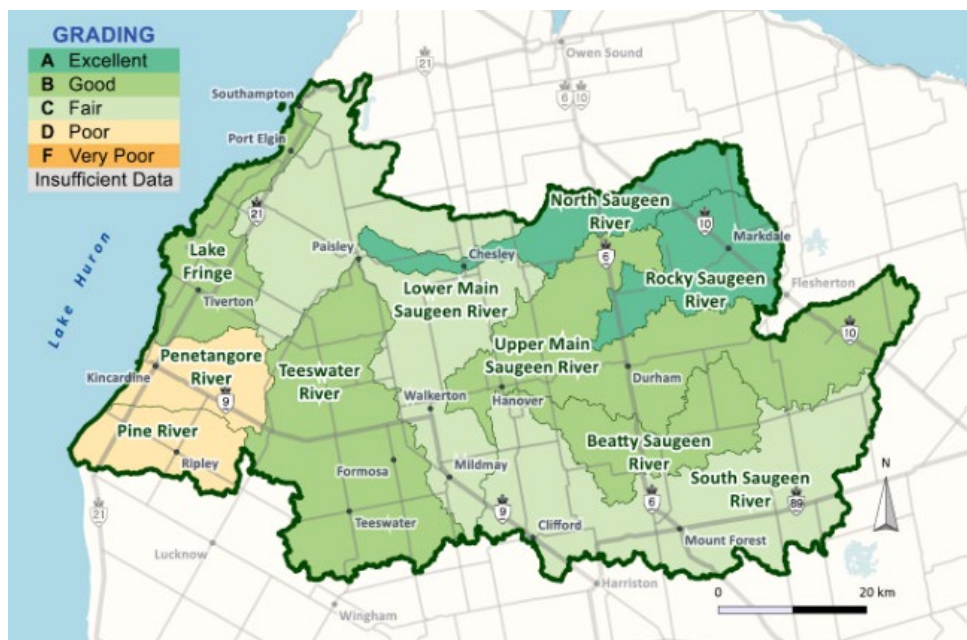 GRADING
A Excellent
B Good
C Fair
D Poor
F Very Poor
Insufficient Data
Owen Sound
21
6
10
Southampton
Port Elgin
21
Lake Huron
North Saugeen
River
10
Markdale
Paisley
Chesley
6
Lake
Fringe
Tiverton
Lower Main
Saugeen River
Rocky Saugeen
River
Flesherton
10
Penetangore
River
Kincardine
9
Teeswater
River
Upper Main
Saugeen River
Durham
Walkerton
Hanover
Pine River
Ripley
Beatty Saugeen
River
Formosa
Mildmay
South Saugeen
River
N
21
Teeswater
9
6
89
Clifford
Mount Forest
Lucknow
Harriston
Wingham
0
20 km